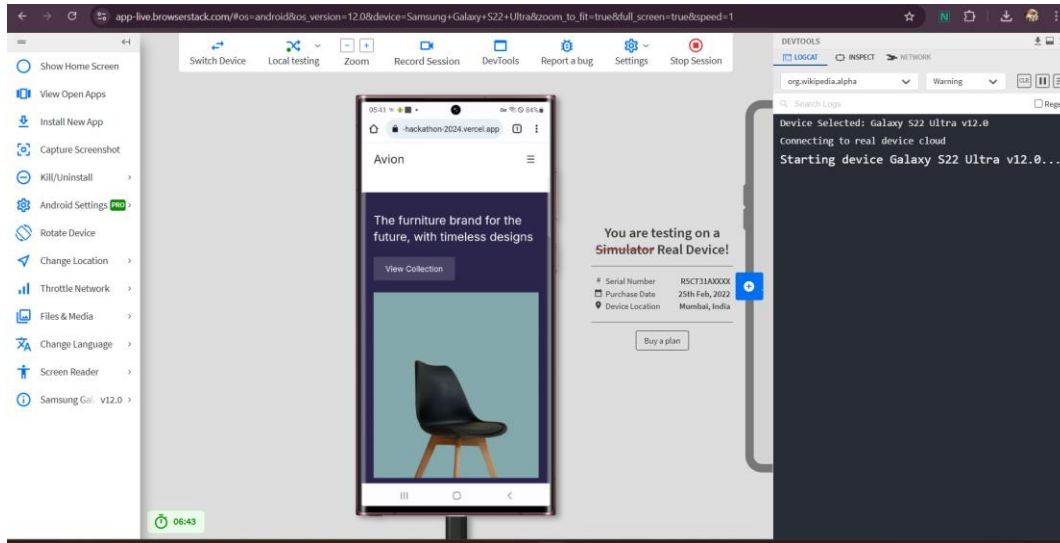 app-live.browserstack.com/#os=android&os_version=12.0&device=Samsung+Galaxy+S22+Ultra&zoom_to_fit=true&full_screen=true&speed=1
Show Home Screen
View Open Apps
Install New App
Capture Screenshot
Kill/Uninstall
Android Settings PRO
Rotate Device
Change Location
Throttle Network
Files & Media
Change Language
Screen Reader
Samsung Gal v12.0
06:43
Switch Device
Local testing
Zoom
Record Session
DevTools
Report a bug
Settings
Stop Session
05:41
84%
-hackathon-2024.vercel.app
Avion
The furniture brand for the
future, with timeless designs
View Collection
You are testing on a
Simulator Real Device!
# Serial Number R5CT31AXXXX
Purchase Date 25th Feb, 2022
Device Location Mumbai, India
Buy a plan
DEVTOOLS
LOGCAT INSPECT NETWORK
org.wikipedia.alpha Warning CLR
Search Logs Rege
Device Selected: Galaxy S22 Ultra v12.0
Connecting to real device cloud
Starting device Galaxy S22 Ultra v12.0...